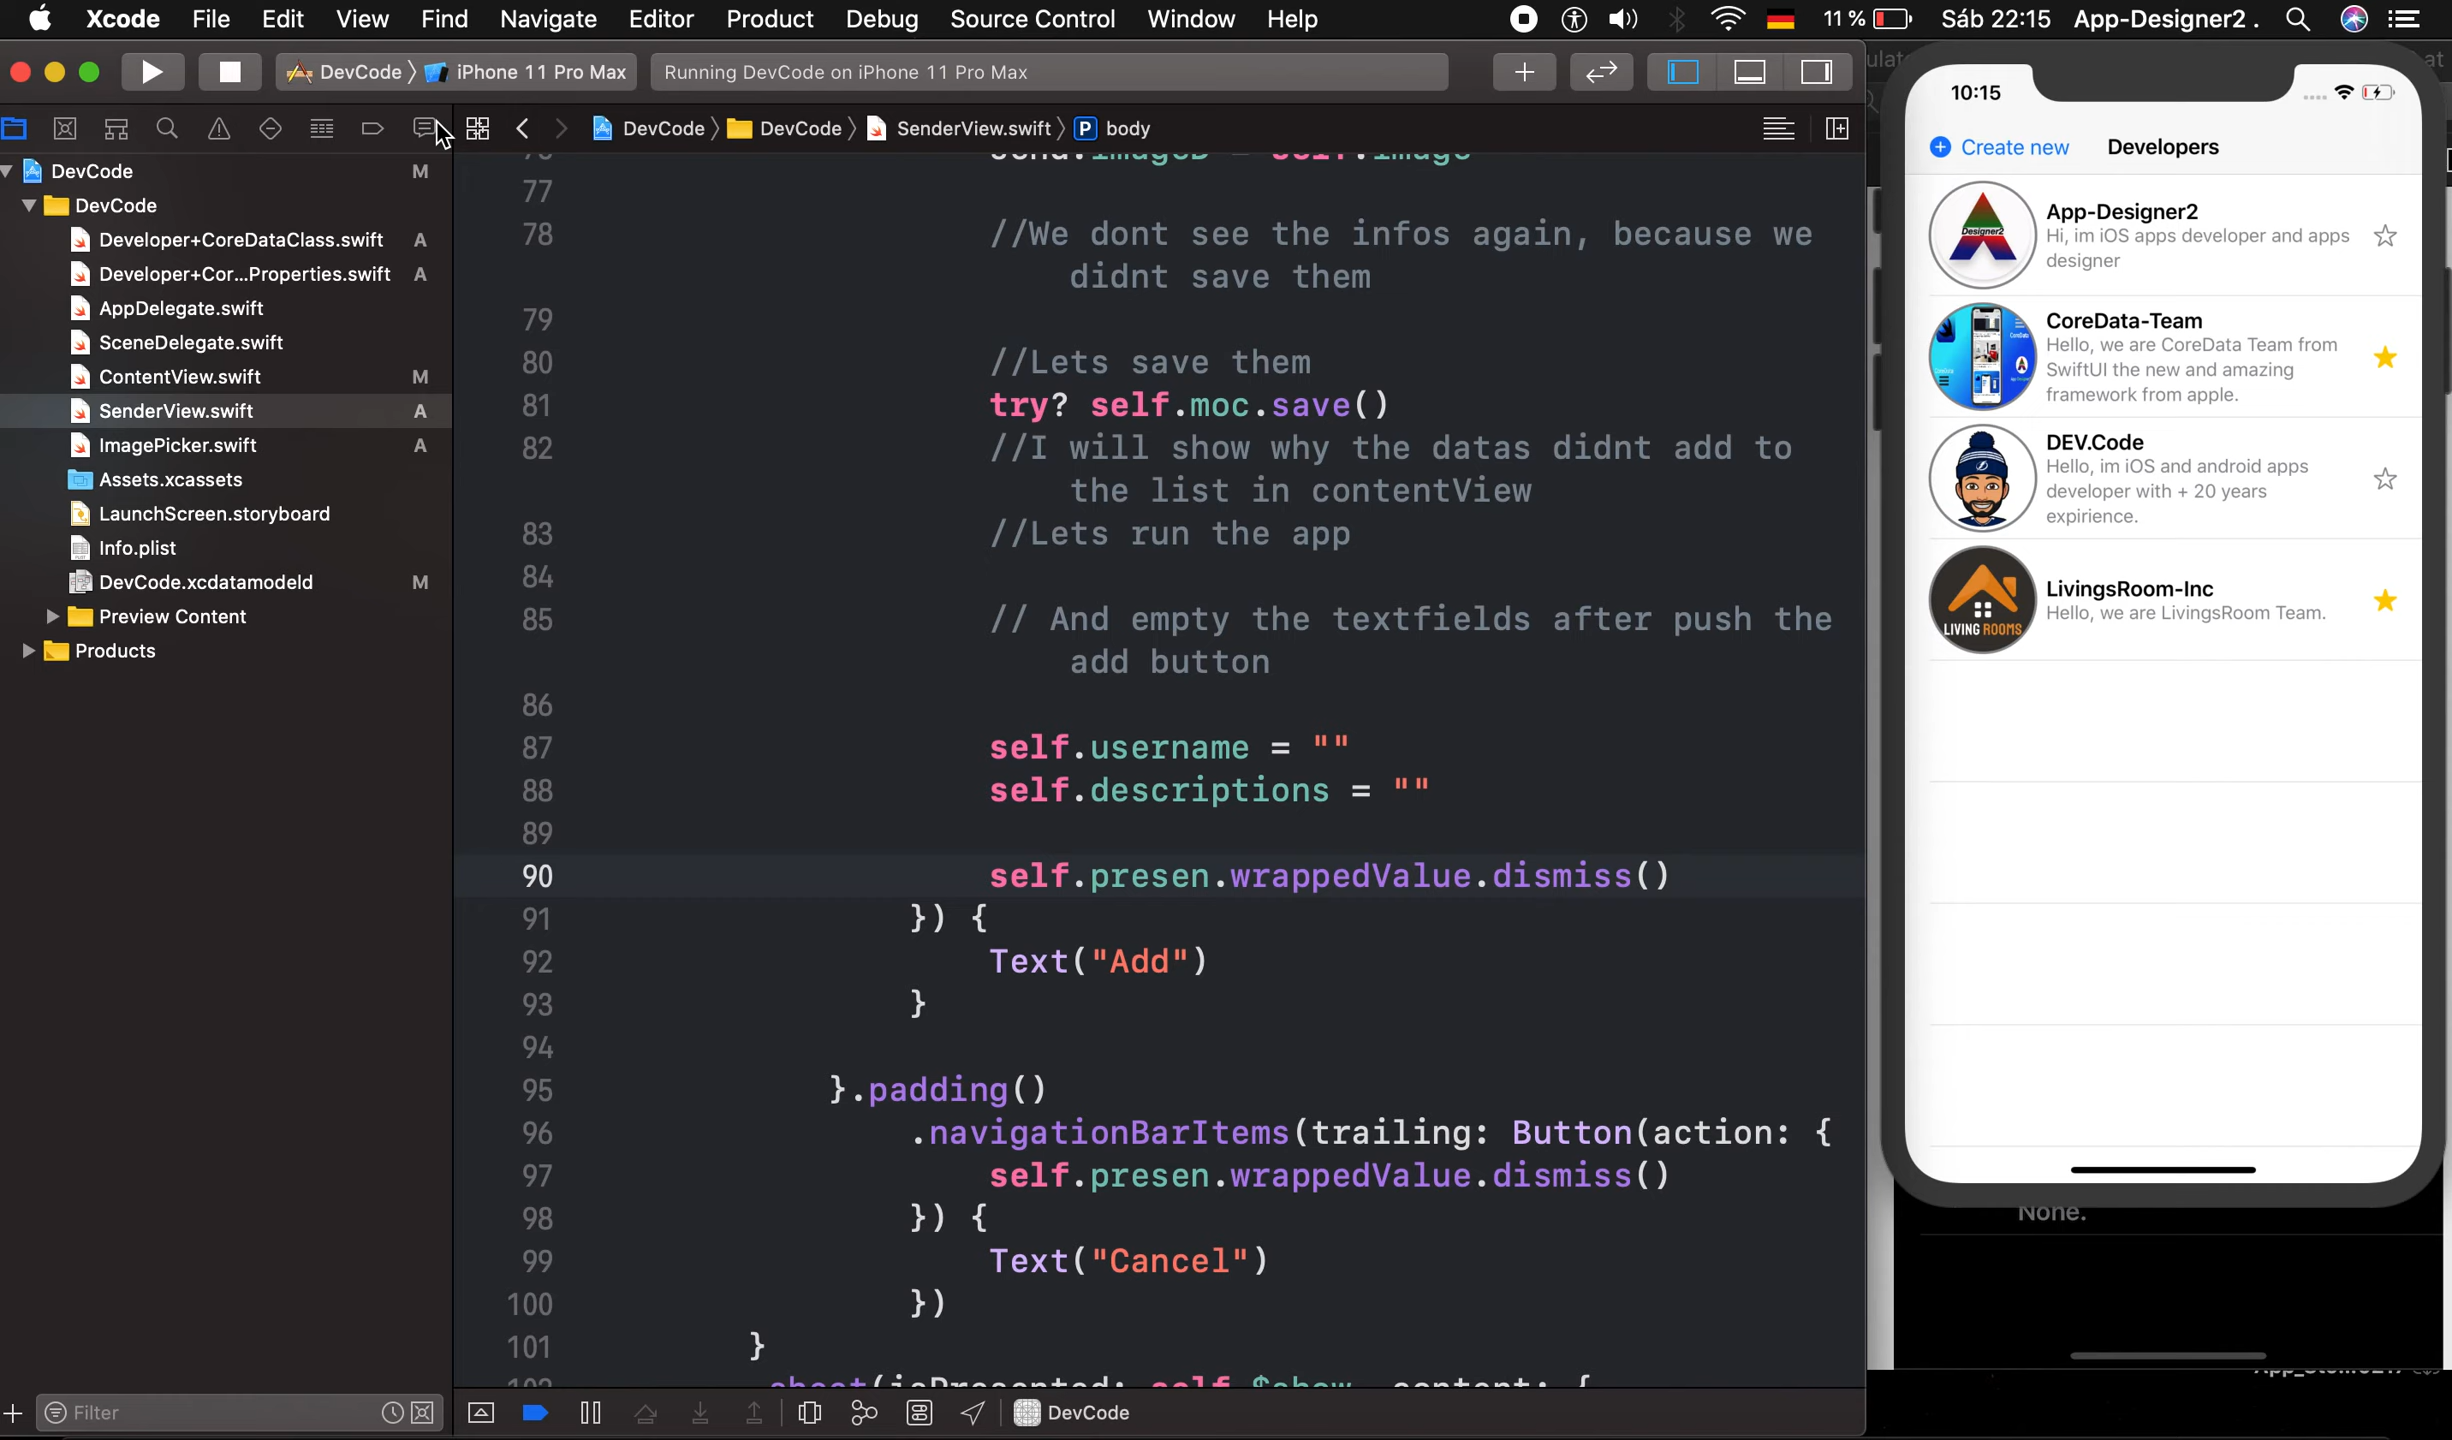 Xcode File Edit View Find Navigate Editor Product Debug Source Control Window Help 11 % Sáb 22:15 App-Designer2 .
DevCode iPhone 11 Pro Max Running DevCode on iPhone 11 Pro Max
DevCode DevCode SenderView.swift P body
DevCode M
DevCode
Developer+CoreDataClass.swift A
Developer+Cor...Properties.swift A
AppDelegate.swift
SceneDelegate.swift
ContentView.swift M
SenderView.swift A
ImagePicker.swift A
Assets.xcassets
LaunchScreen.storyboard
Info.plist
DevCode.xcdatamodeld M
Preview Content
Products
Filter
77
78 //We dont see the infos again, because we
didnt save them
79
80 //Lets save them
81 try? self.moc.save()
82 //I will show why the datas didnt add to
the list in contentView
83 //Lets run the app
84
85 // And empty the textfields after push the
add button
86
87 self.username = ""
88 self.descriptions = ""
89
90 self.presen.wrappedValue.dismiss()
91 }) {
92 Text("Add")
93 }
94
95 }.padding()
96 .navigationBarItems(trailing: Button(action: {
97 self.presen.wrappedValue.dismiss()
98 }) {
99 Text("Cancel")
100 })
101 }
DevCode
10:15
Create new Developers
App-Designer2
Hi, im iOS apps developer and apps
designer
Designer2
CoreData-Team
Hello, we are CoreData Team from
SwiftUI the new and amazing
framework from apple.
DEV.Code
Hello, im iOS and android apps
developer with + 20 years
expirience.
LivingsRoom-Inc
Hello, we are LivingsRoom Team.
LIVING ROOMS
None.